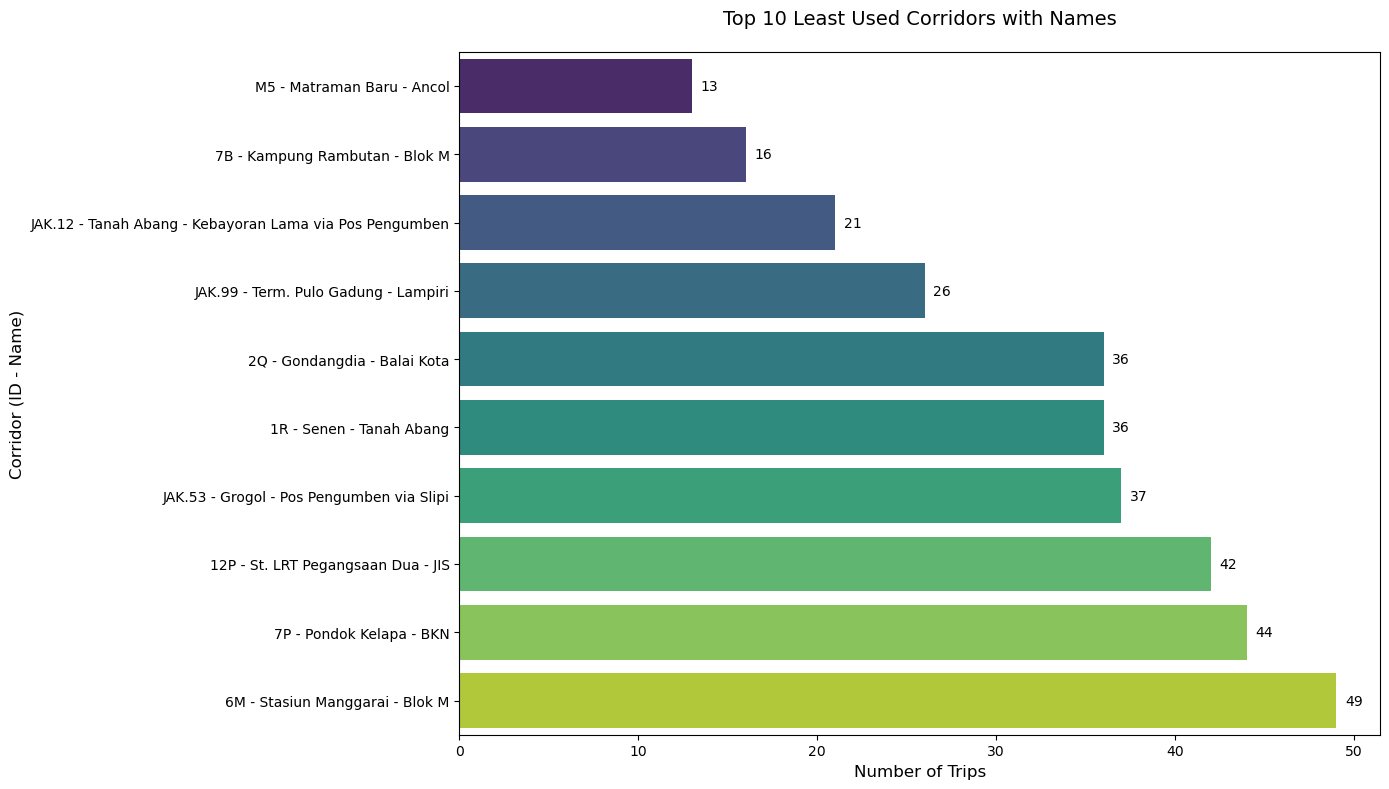 Top 10 Least Used Corridors with Names
Corridor (ID - Name)
M5 - Matraman Baru - Ancol
13
7B - Kampung Rambutan - Blok M
16
JAK.12 - Tanah Abang - Kebayoran Lama via Pos Pengumben
21
JAK.99 - Term. Pulo Gadung - Lampiri
26
2Q - Gondangdia - Balai Kota
36
1R - Senen - Tanah Abang
36
JAK.53 - Grogol - Pos Pengumben via Slipi
37
12P - St. LRT Pegangsaan Dua - JIS
42
7P - Pondok Kelapa - BKN
44
6M - Stasiun Manggarai - Blok M
49
0 10 20 30 40 50
Number of Trips